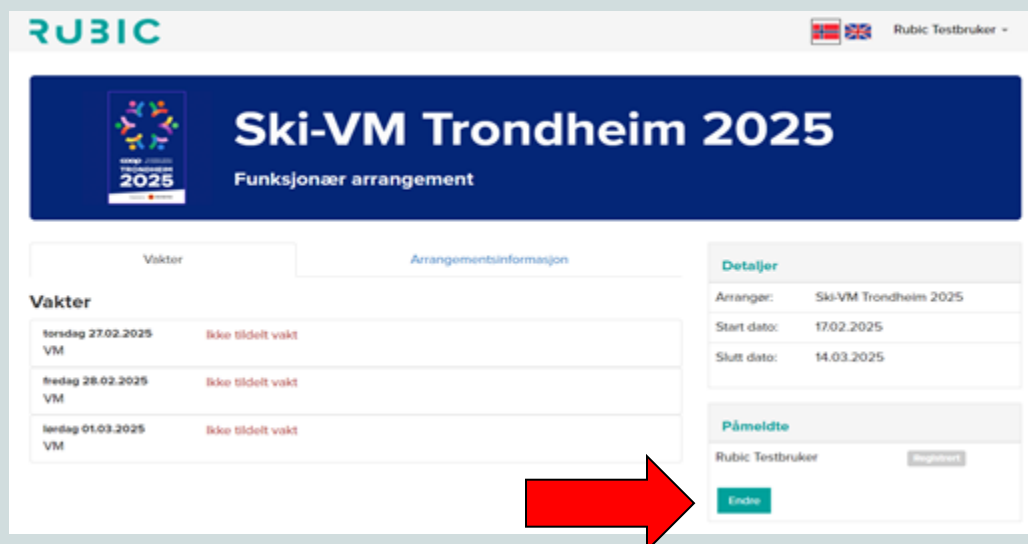 RUBIC
Rubic Testbruker
Ski-VM Trondheim 2025
Funksjonær arrangement
coop
TRONDHEIM
2025
Vakter
Arrangementsinformasjon
Vakter
torsdag 27.02.2025 Ikke tildelt vakt
VM
fredag 28.02.2025 Ikke tildelt vakt
VM
lørdag 01.03.2025 Ikke tildelt vakt
VM
Detaljer
Arrangør: Ski-VM Trondheim 2025
Start dato: 17.02.2025
Slutt dato: 14.03.2025
Påmeldte
Rubic Testbruker Registrert
Endre